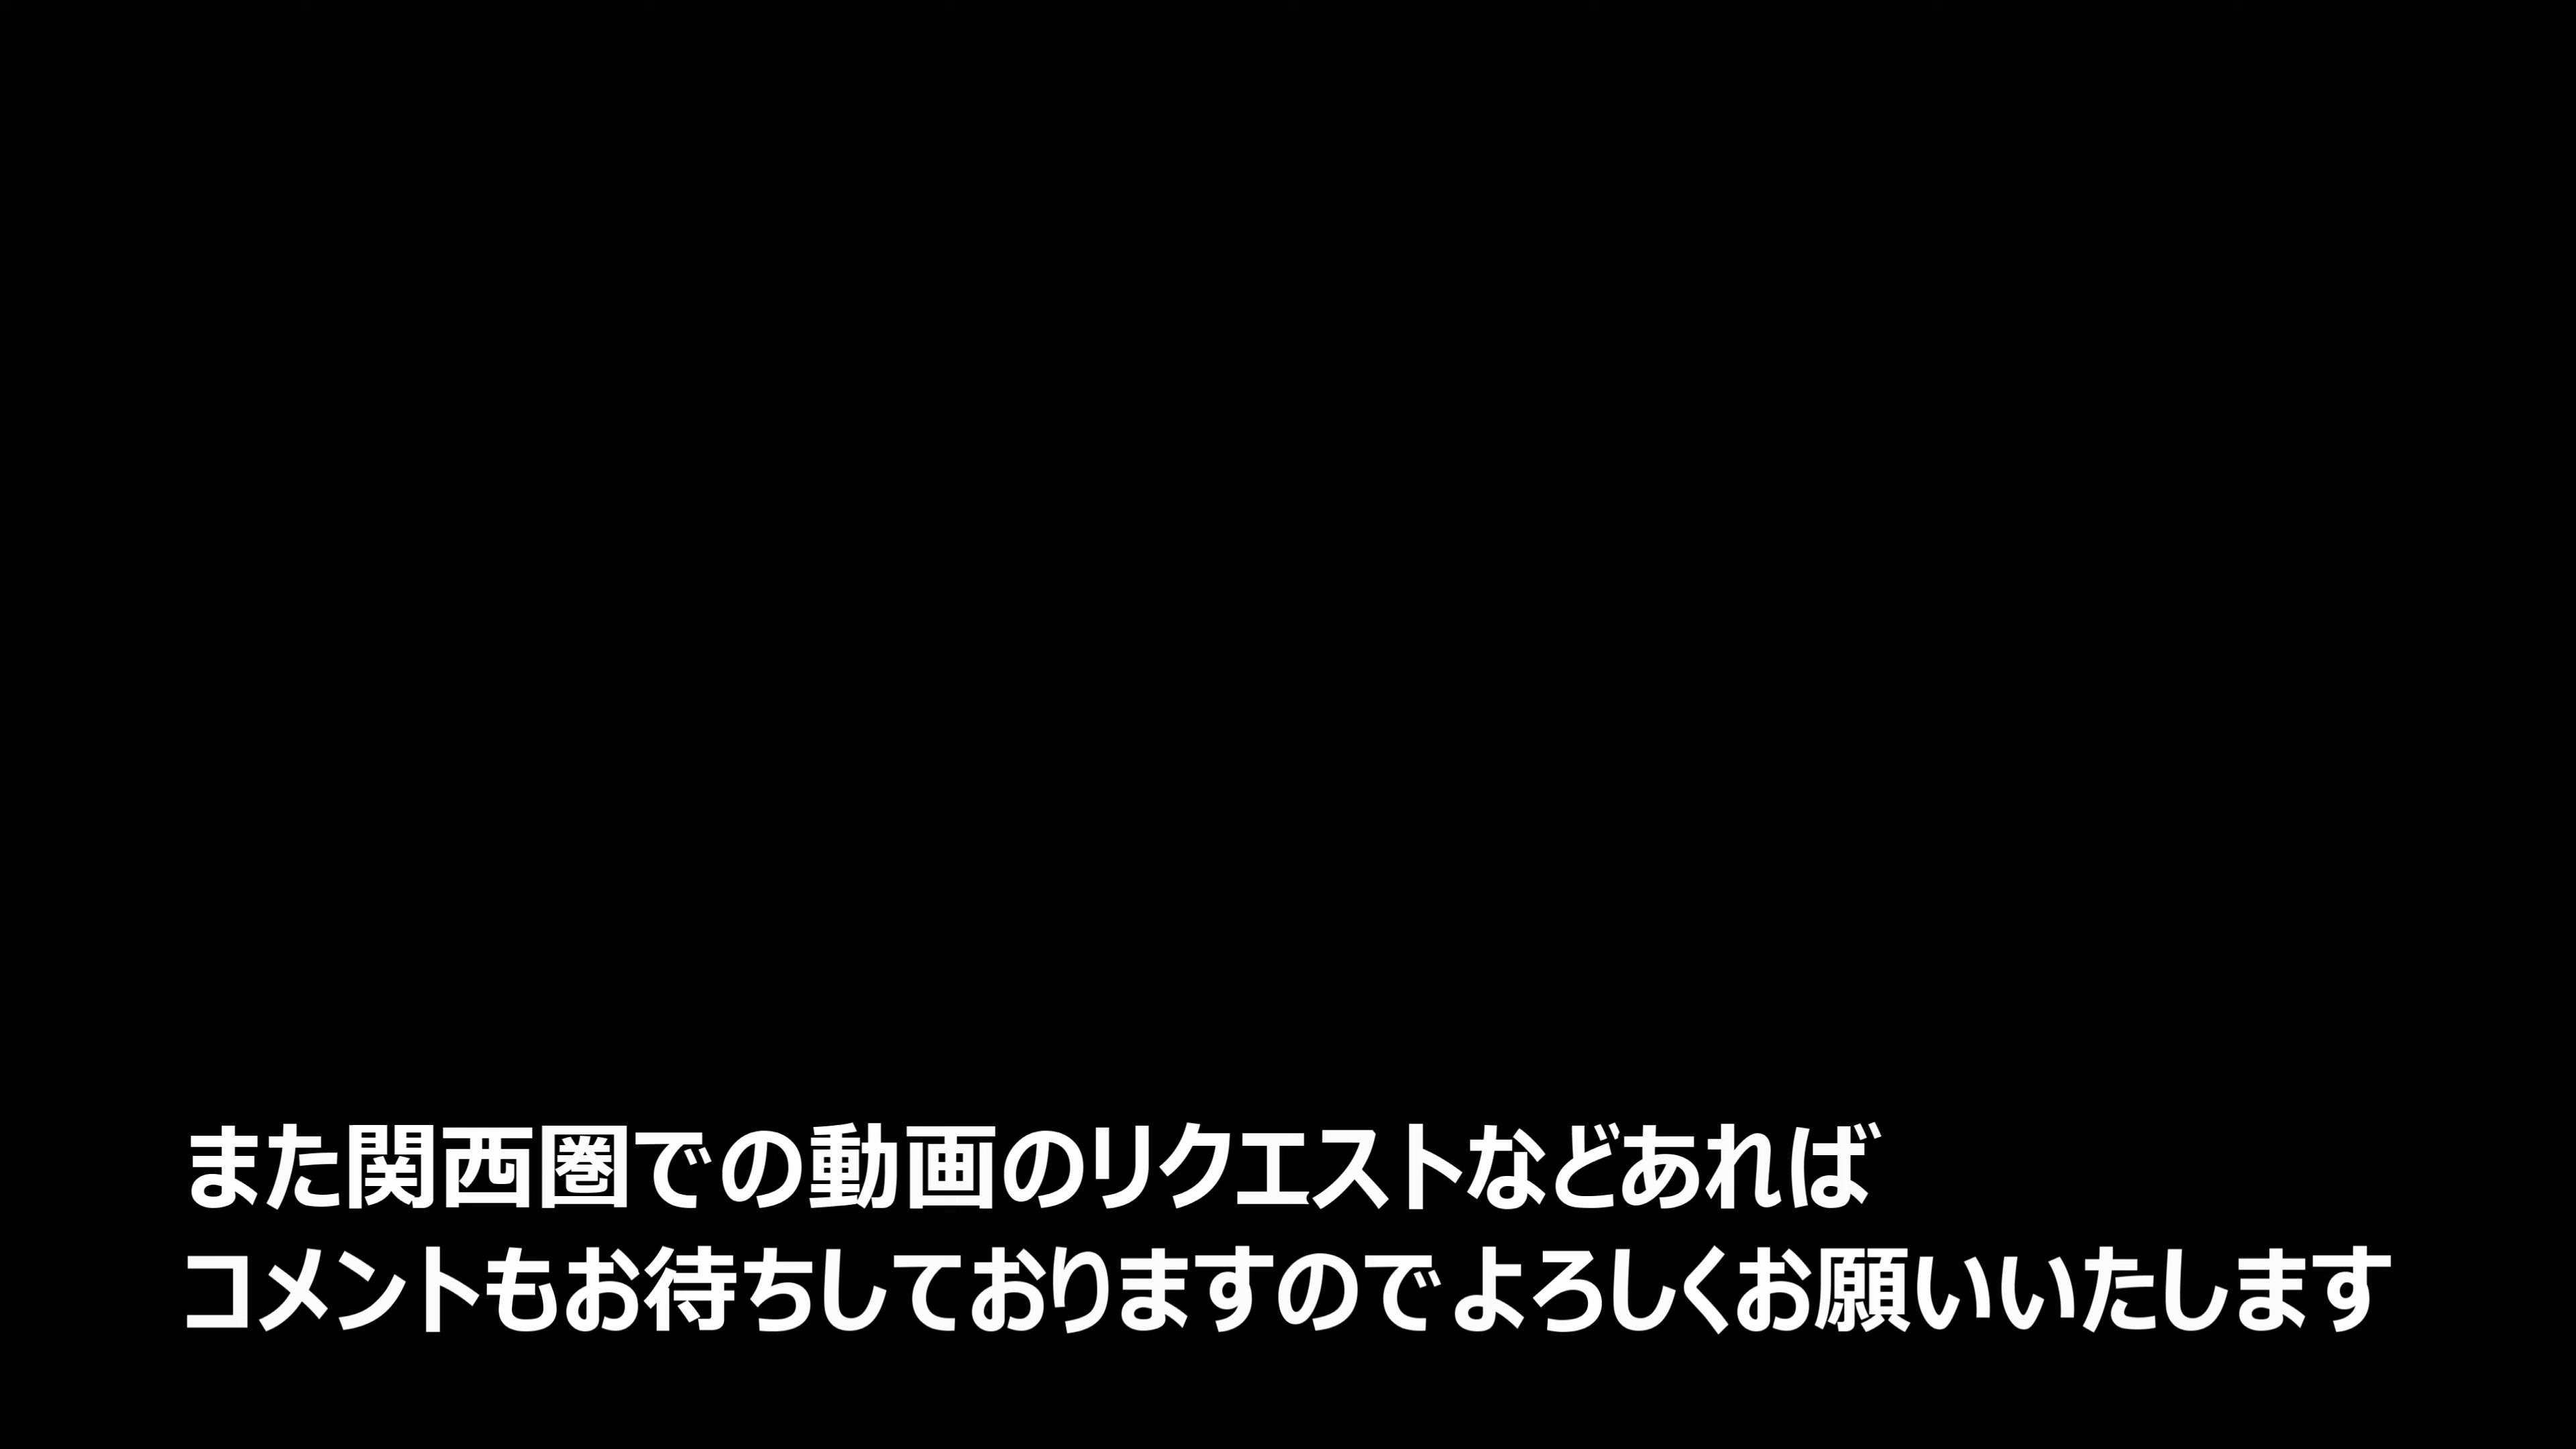 また関西圏での動画のリクエストなどあれば
コメントもお待ちしておりますのでよろしくお願いいたします